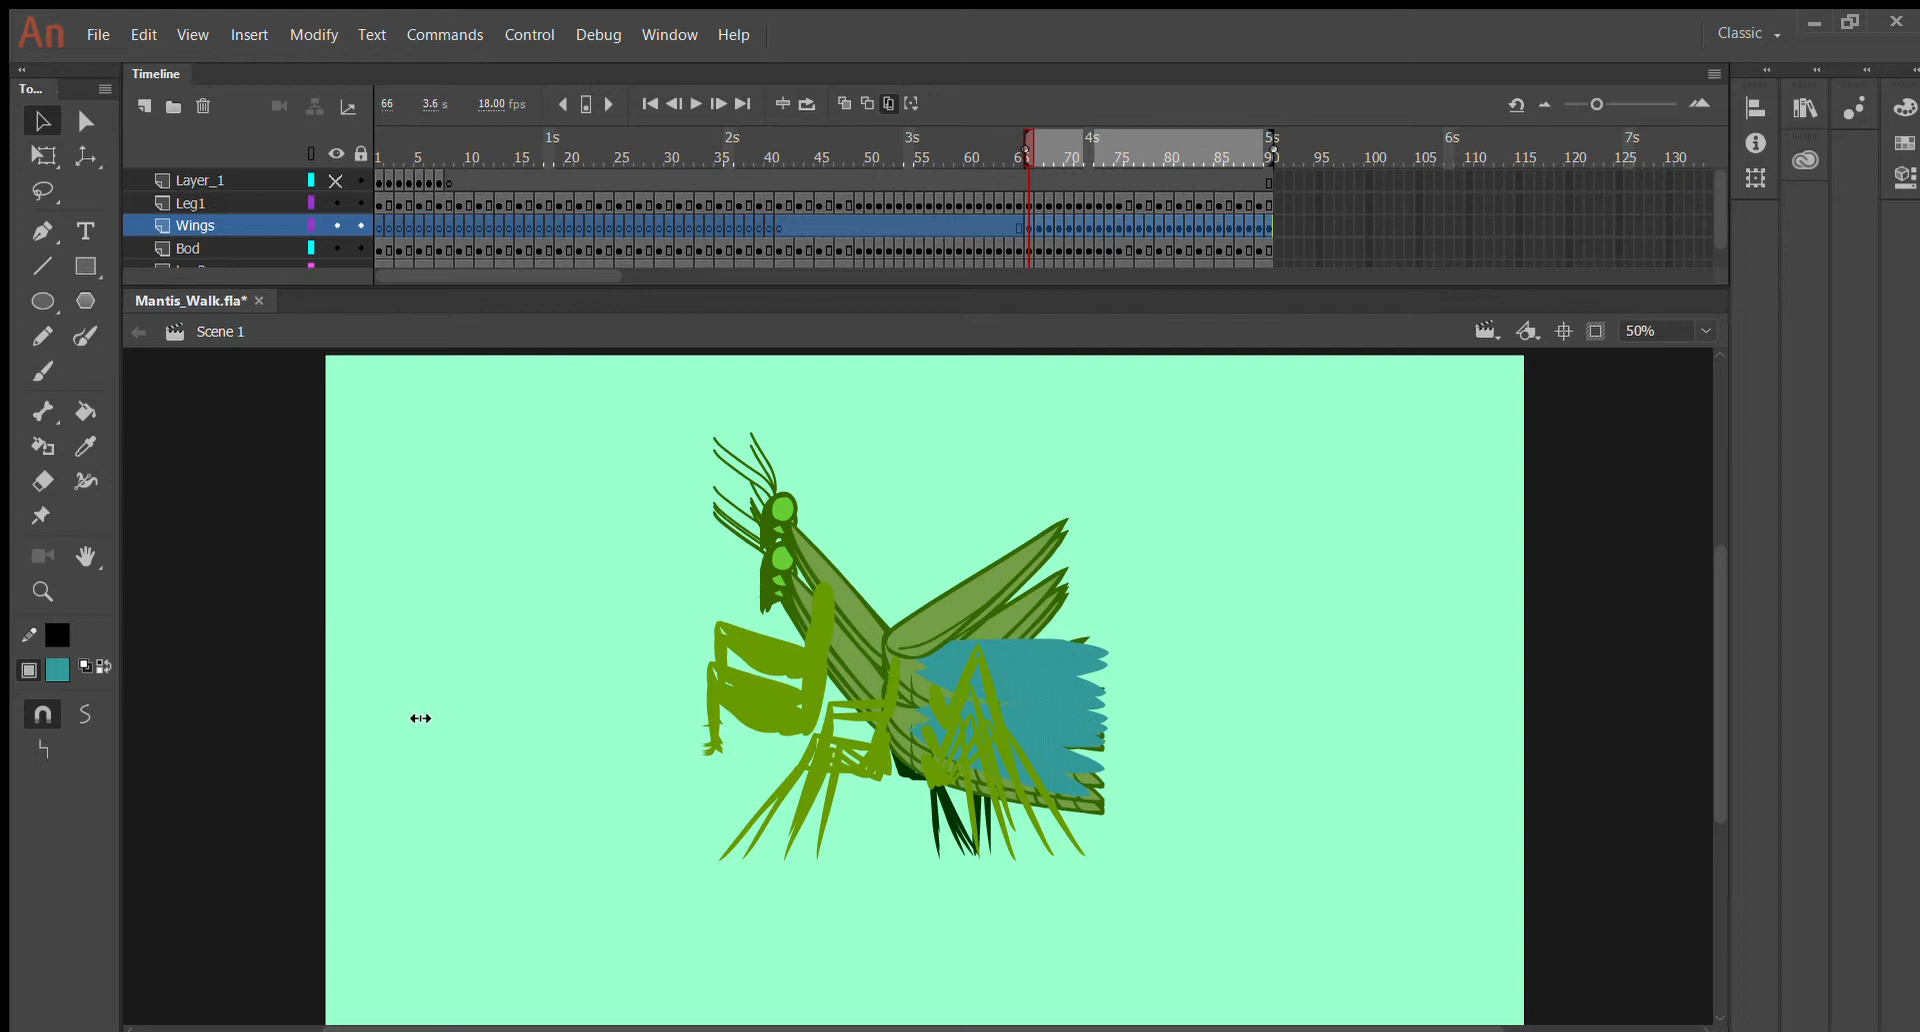 An File Edit View Insert Modify Text Commands Control Debug Window Help Classic
To... Timeline
66 3.6 s 18.00 fps
1s 2s 3s 4s 5s 6s 7s
1 5 10 15 20 25 30 35 40 45 50 55 60 65 70 75 80 85 90 95 100 105 110 115 120 125 130
Layer_1
Leg1
Wings
Bod
Mantis_Walk.fla*
Scene 1 50%